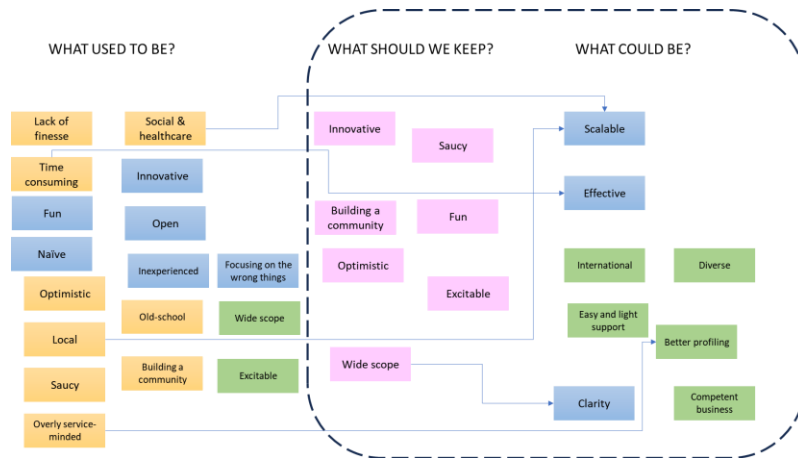 WHAT USED TO BE?
WHAT SHOULD WE KEEP?
WHAT COULD BE?
Lack of
finesse
Social &
healthcare
Time
consuming
Innovative
Fun
Open
Naïve
Inexperienced
Focusing on the
wrong things
Optimistic
Old-school
Wide scope
Local
Building a
community
Excitable
Saucy
Overly service-
minded
Innovative
Saucy
Building a
community
Fun
Optimistic
Excitable
Wide scope
Scalable
Effective
International
Diverse
Easy and light
support
Better profiling
Clarity
Competent
business